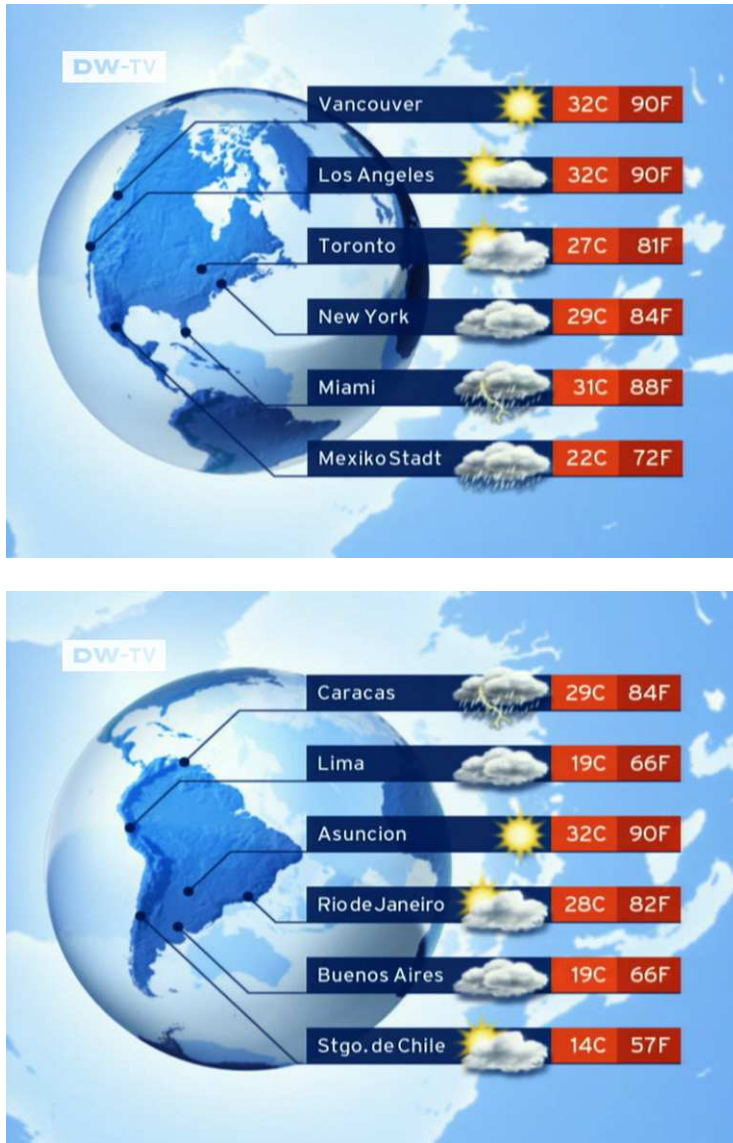 DW-TV
Vancouver 32C 90F
Los Angeles 32C 90F
Toronto 27C 81F
New York 29C 84F
Miami 31C 88F
Mexiko Stadt 22C 72F
DW-TV
Caracas 29C 84F
Lima 19C 66F
Asuncion 32C 90F
Rio de Janeiro 28C 82F
Buenos Aires 19C 66F
Stgo. de Chile 14C 57F